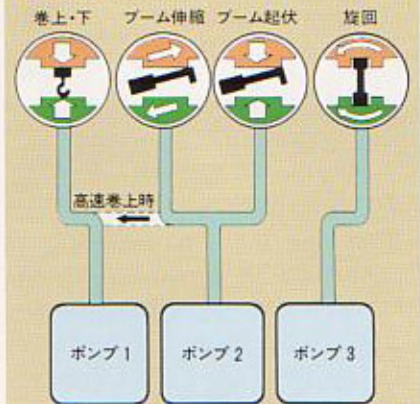 巻上・下
ブーム伸縮
ブーム起伏
旋回
高速巻上時
ポンプ1
ポンプ2
ポンプ3